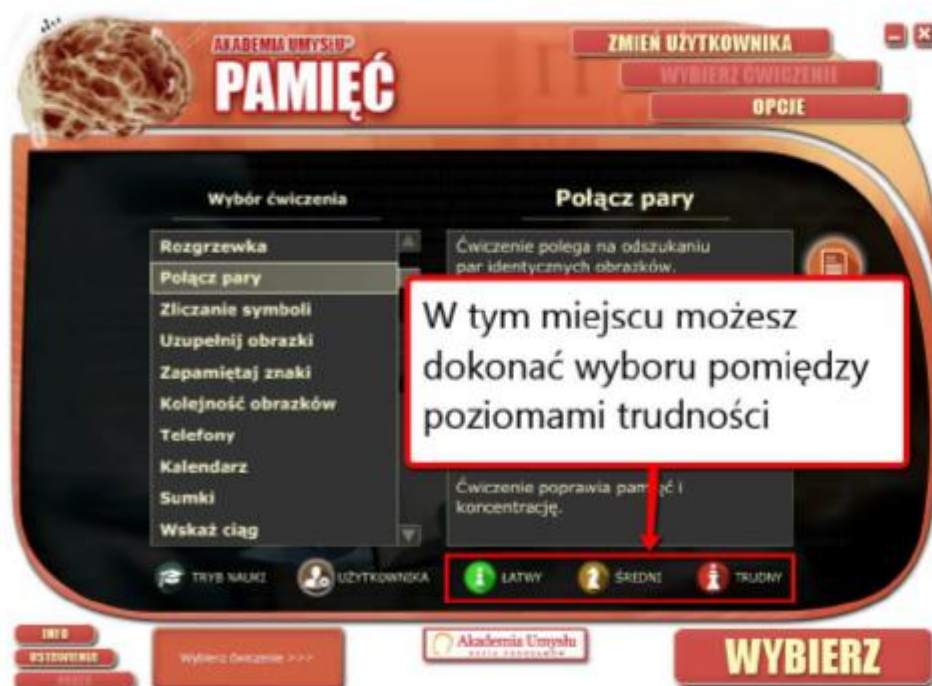 AKADEMIA UMYSŁU®
PAMIĘĆ
ZMIEŃ UŻYTKOWNIKA
WYBIERZ ĆWICZENIE
OPCJE
Wybór ćwiczenia
Rozgrzewka
Połącz pary
Zliczanie symboli
Uzupełnij obrazki
Zapamiętaj znaki
Kolejność obrazków
Telefony
Kalendarz
Sumki
Wskaż ciąg
Połącz pary
Ćwiczenie polega na odszukaniu
par identycznych obrazków.
W tym miejscu możesz
dokonać wyboru pomiędzy
poziomami trudności
Ćwiczenie poprawia pamięć i
koncentrację.
TRYB NAUKI
UŻYTKOWNIKA
ŁATWY
ŚREDNI
TRUDNY
INFO
USTAWIENIA
Wybierz ćwiczenie >>>
Akademia Umysłu
SERIA PROGRAMÓW
WYBIERZ